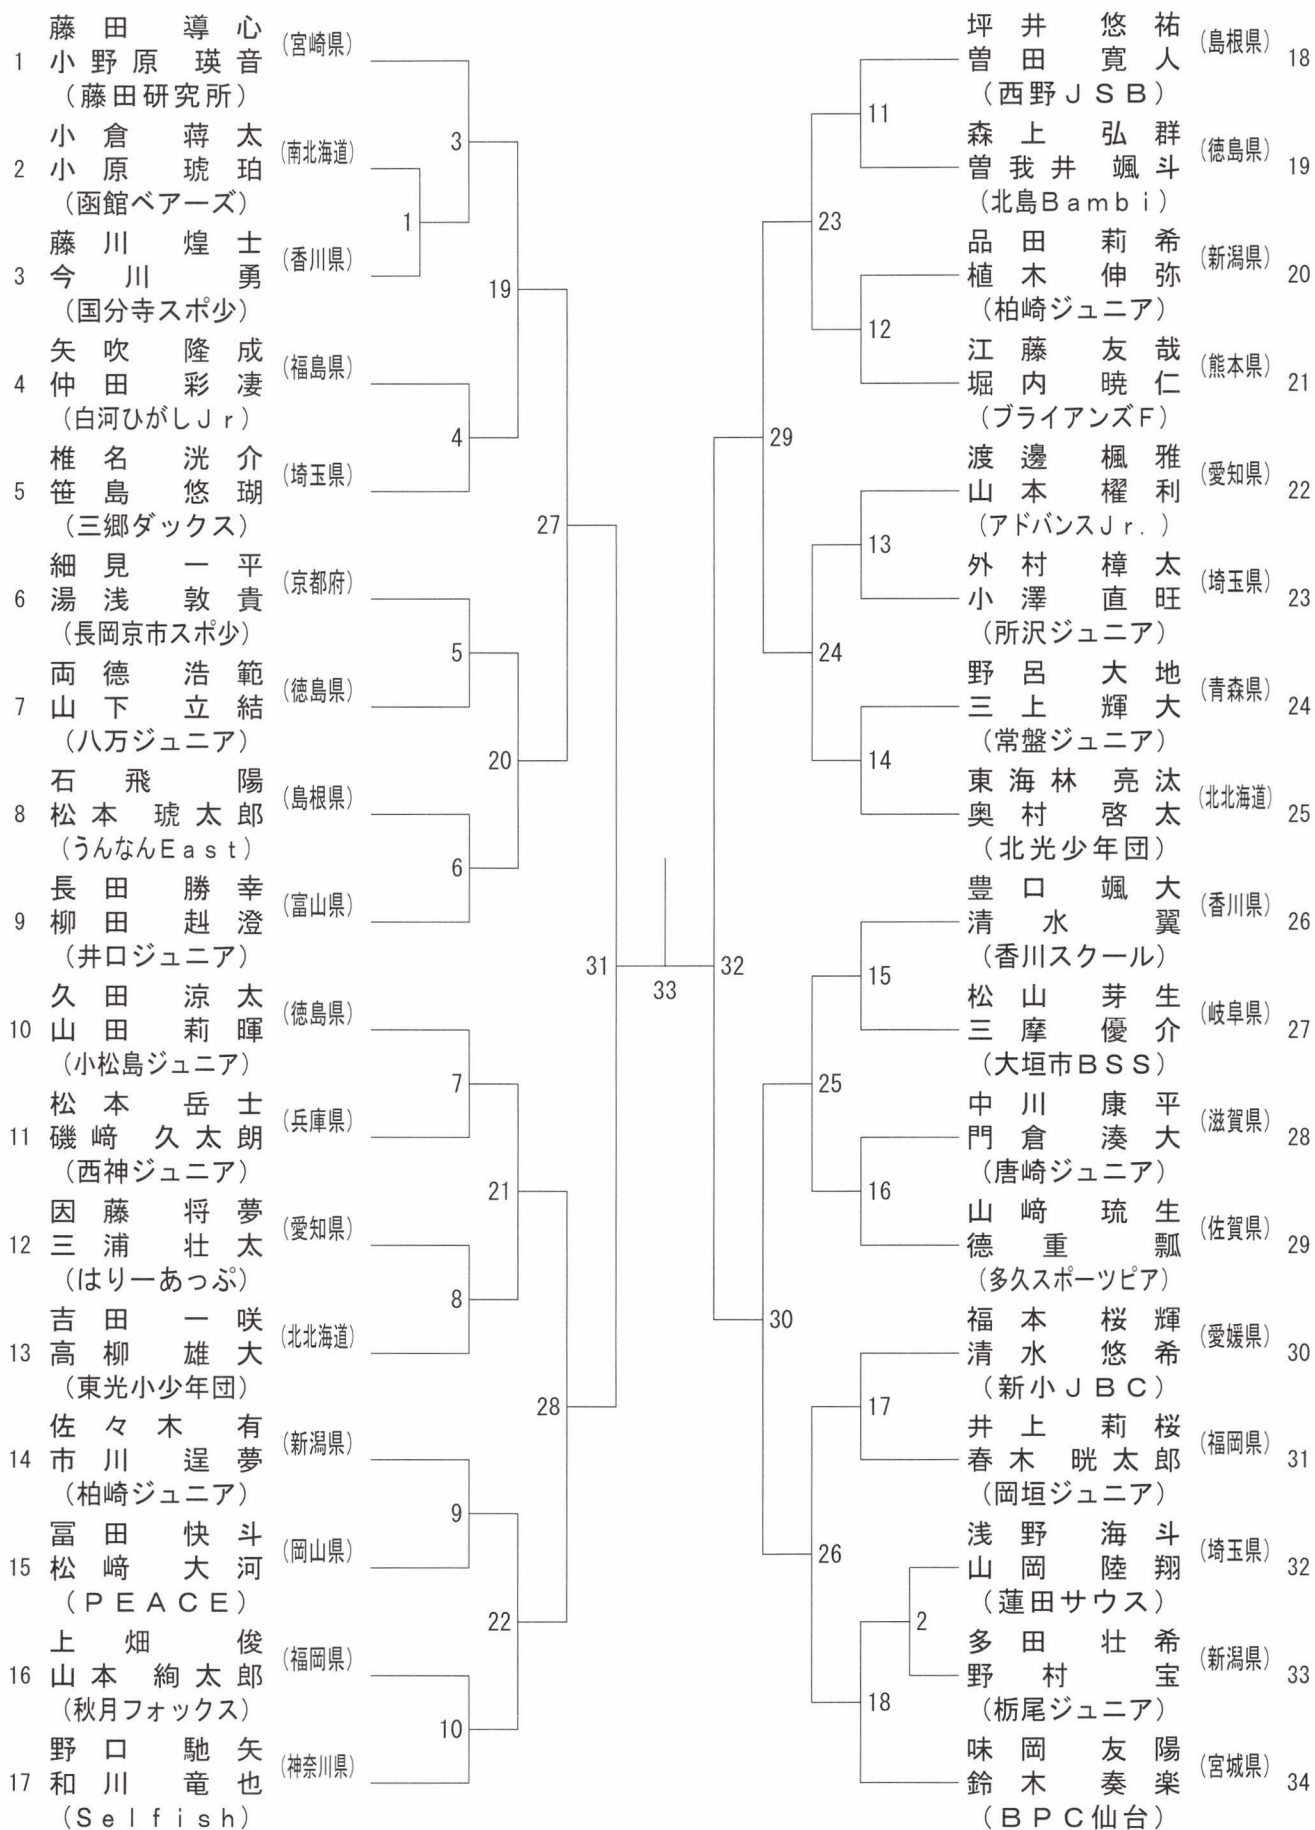 藤田 導心 (宮崎県)
1 小野原 瑛音
(藤田研究所)
小倉 蒋太 (南北海道)
2 小原 琥珀
(函館ベアーズ)
藤川 煌士 (香川県)
3 今川 勇
(国分寺スポ少)
矢吹 隆成 (福島県)
4 仲田 彩凄
(白河ひがしJr)
椎名 洸介 (埼玉県)
5 笹島 悠瑚
(三郷ダックス)
細見 一平 (京都府)
6 湯浅 敦貴
(長岡京市スポ少)
両德 浩範 (徳島県)
7 山下 立結
(八万ジュニア)
石飛 陽 (島根県)
8 松本 琥太郎
(うんなんEast)
長田 勝幸 (富山県)
9 柳田 赳澄
(井口ジュニア)
久田 涼太 (徳島県)
10 山田 莉暉
(小松島ジュニア)
松本 岳士 (兵庫県)
11 磯﨑 久太朗
(西神ジュニア)
因藤 将夢 (愛知県)
12 三浦 壮太
(はりーあっぷ)
吉田 一咲 (北北海道)
13 高柳 雄大
(東光小少年団)
佐々木 有 (新潟県)
14 市川 逞夢
(柏崎ジュニア)
冨田 快斗 (岡山県)
15 松﨑 大河
(PEACE)
上畑 俊 (福岡県)
16 山本 絢太郎
(秋月フォックス)
野口 馳矢 (神奈川県)
17 和川 竜也
(Selfish)
1
3
4
5
6
7
8
9
10
19
20
21
22
27
28
31
33
32
29
30
23
24
25
26
11
12
13
14
15
16
17
18
2
坪井 悠祐 (島根県)
曽田 寛人 18
(西野JSB)
森上 弘群 (徳島県)
曽我井 颯斗 19
(北島Bambi)
品田 莉希 (新潟県)
植木 伸弥 20
(柏崎ジュニア)
江藤 友哉 (熊本県)
堀内 暁仁 21
(ブライアンズF)
渡邊 楓雅 (愛知県)
山本 櫂利 22
(アドバンスJr.)
外村 樟太 (埼玉県)
小澤 直旺 23
(所沢ジュニア)
野呂 大地 (青森県)
三上 輝大 24
(常盤ジュニア)
東海林 亮汰 (北北海道)
奥村 啓太 25
(北光少年団)
豊口 颯大 (香川県)
清水 翼 26
(香川スクール)
松山 芽生 (岐阜県)
三摩 優介 27
(大垣市BSS)
中川 康平 (滋賀県)
門倉 湊大 28
(唐崎ジュニア)
山﨑 琉生 (佐賀県)
德重 瓢 29
(多久スポーツピア)
福本 桜輝 (愛媛県)
清水 悠希 30
(新小JBC)
井上 莉桜 (福岡県)
春木 晄太郎 31
(岡垣ジュニア)
浅野 海斗 (埼玉県)
山岡 陸翔 32
(蓮田サウス)
多田 壮希 (新潟県)
野村 宝 33
(栃尾ジュニア)
味岡 友陽 (宮城県)
鈴木 奏楽 34
(BPC仙台)